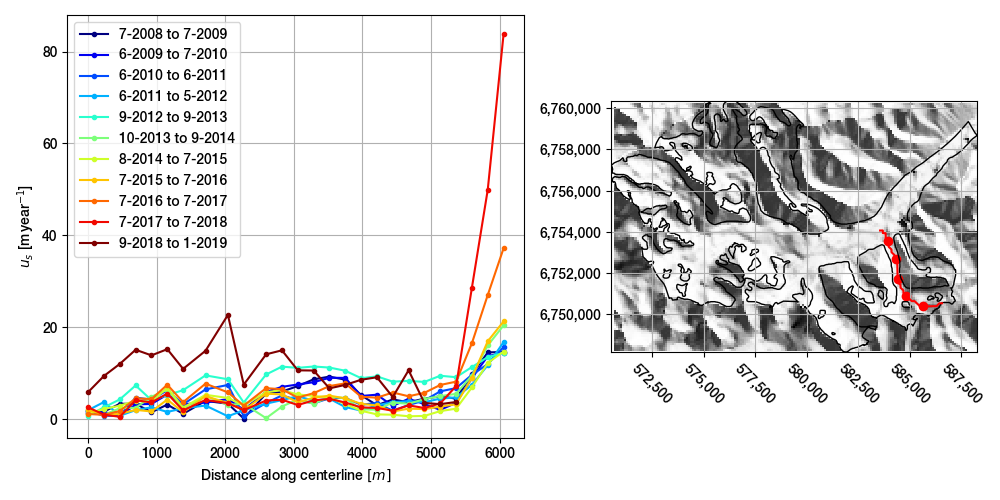 7-2008 to 7-2009
6-2009 to 7-2010
6-2010 to 6-2011
6-2011 to 5-2012
9-2012 to 9-2013
10-2013 to 9-2014
8-2014 to 7-2015
7-2015 to 7-2016
7-2016 to 7-2017
7-2017 to 7-2018
9-2018 to 1-2019
80
60
40
20
0
u_s [m year⁻¹]
0 1000 2000 3000 4000 5000 6000
Distance along centerline [m]
6,760,000
6,758,000
6,756,000
6,754,000
6,752,000
6,750,000
572,500 575,000 577,500 580,000 582,500 585,000 587,500